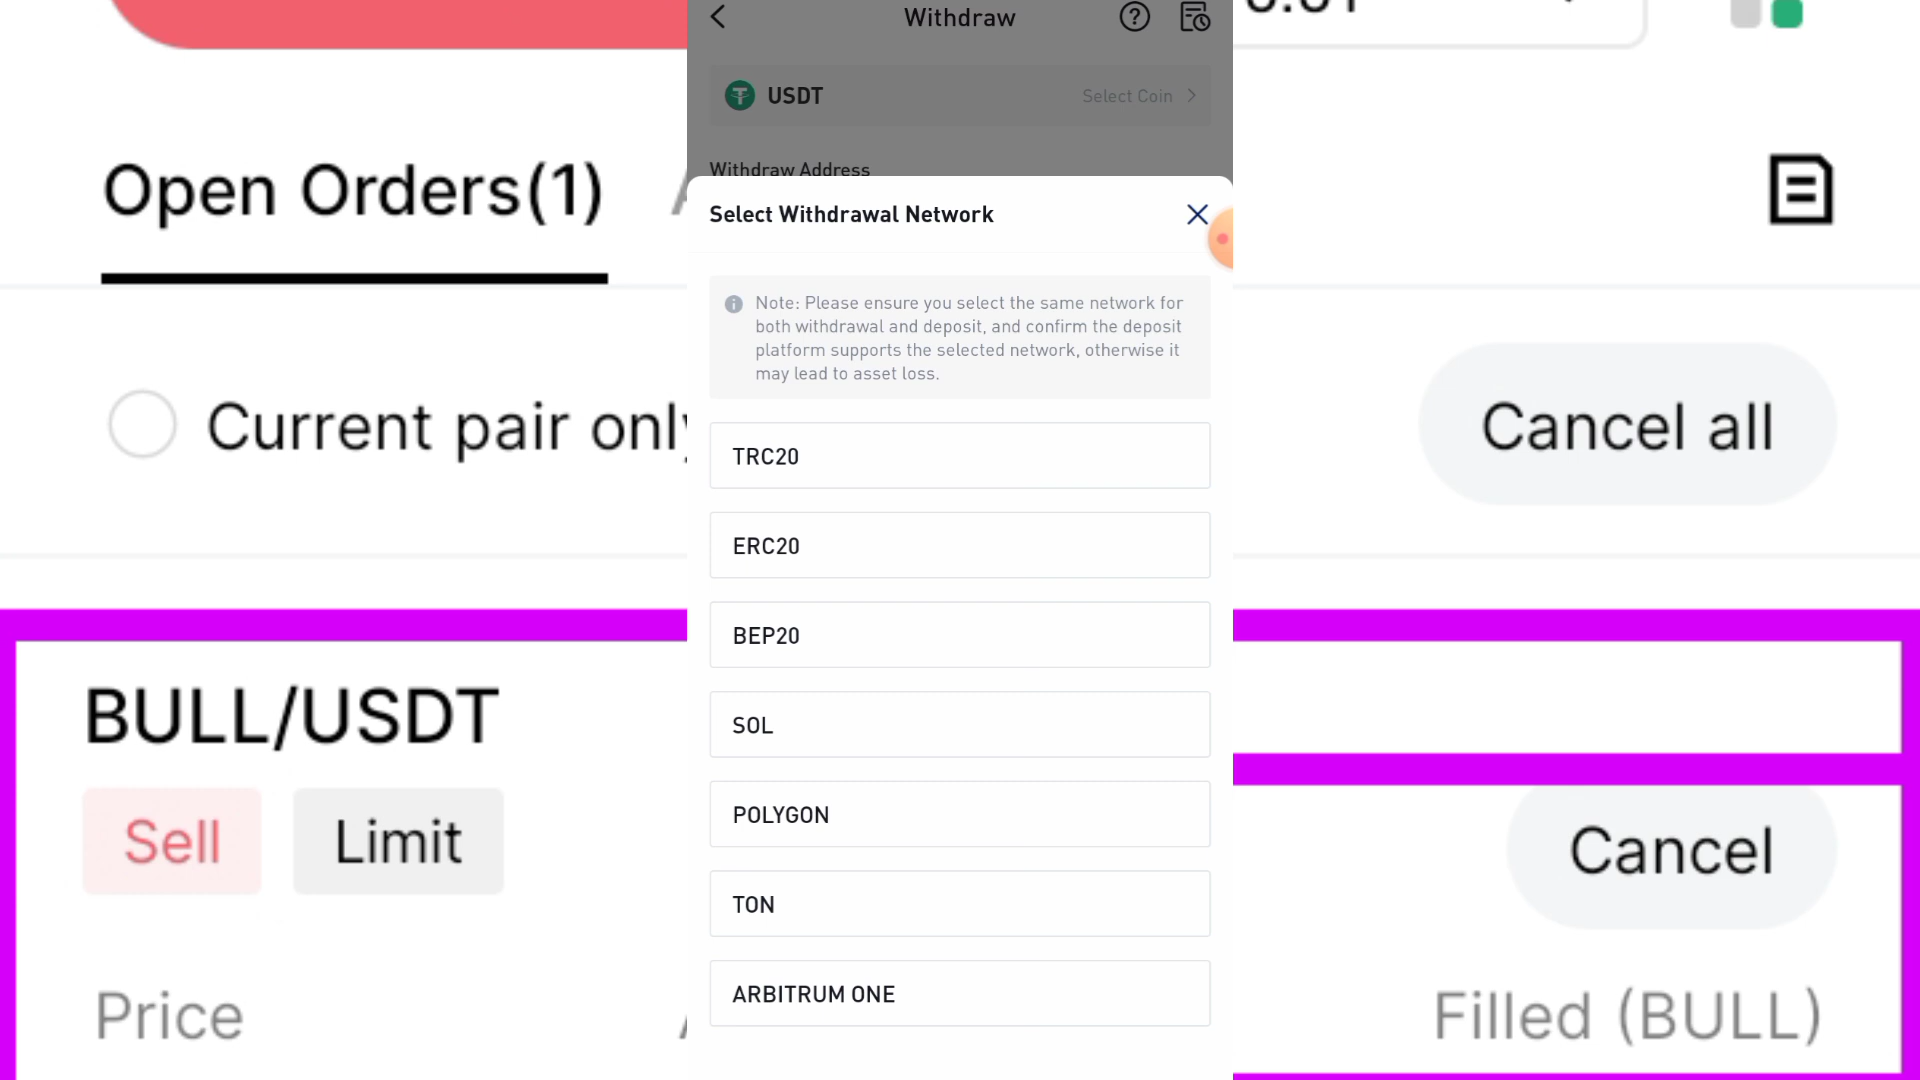 Withdraw
USDT
Select Coin
Withdraw Address
Select Withdrawal Network
Note: Please ensure you select the same network for
both withdrawal and deposit, and confirm the deposit
platform supports the selected network, otherwise it
may lead to asset loss.
TRC20
ERC20
BEP20
SOL
POLYGON
TON
ARBITRUM ONE
Open Orders(1)
Current pair only
Cancel all
BULL/USDT
Sell
Limit
Cancel
Price
Filled (BULL)